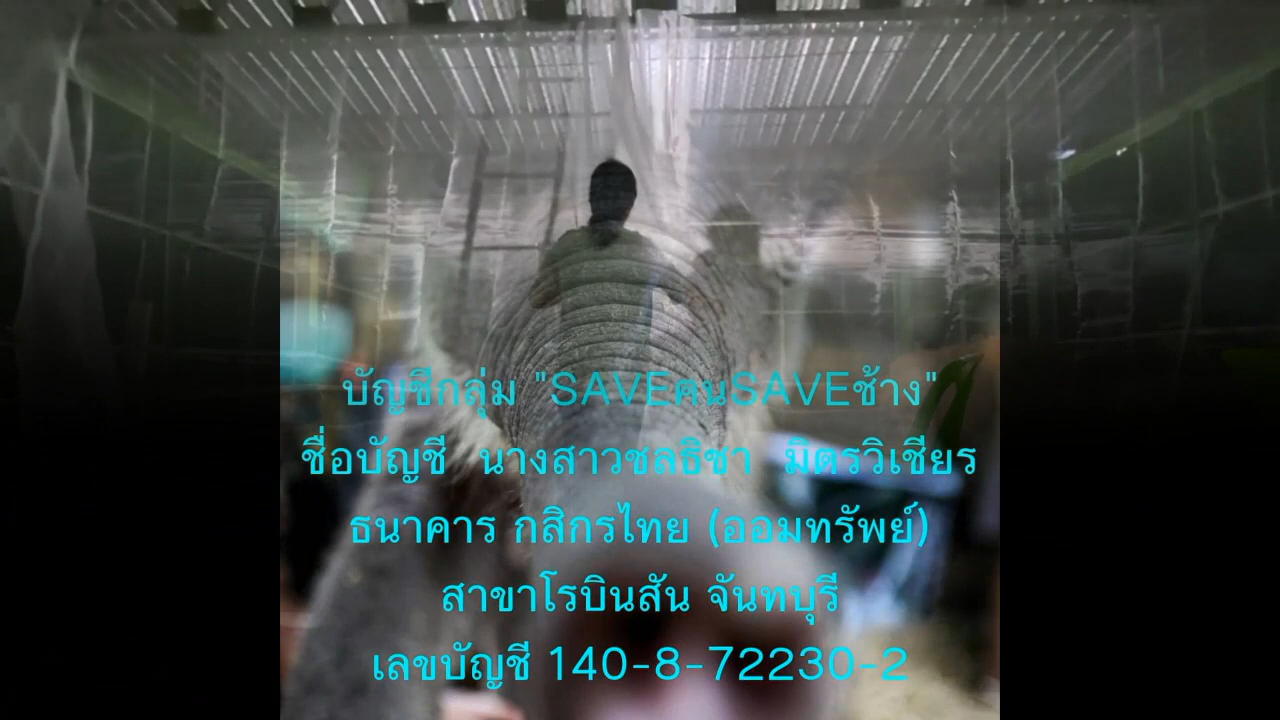 บัญชีกลุ่ม "SAVEฅนSAVEช้าง"
ชื่อบัญชี นางสาวชลธิชา มิตรวิเชียร
ธนาคาร กสิกรไทย (ออมทรัพย์)
สาขาโรบินสัน จันทบุรี
เลขบัญชี 140-8-72230-2